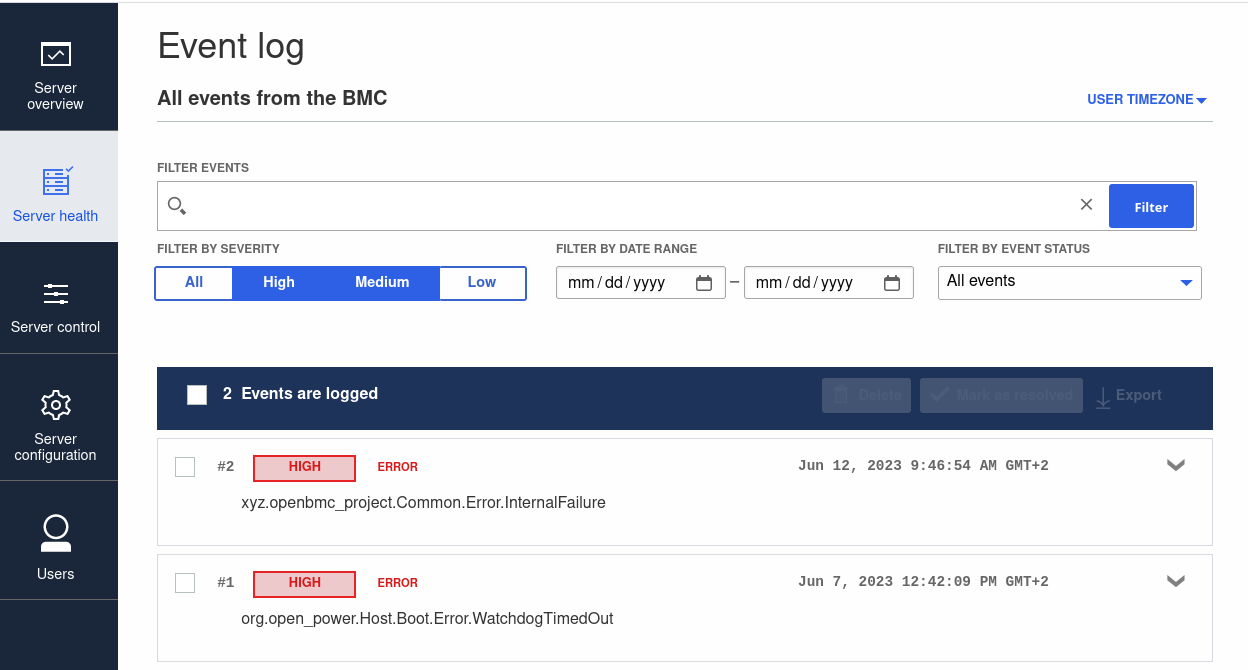 Server
overview
Server health
Server control
Server
configuration
Users
Event log
All events from the BMC
USER TIMEZONE
FILTER EVENTS
Filter
FILTER BY SEVERITY
All High Medium Low
FILTER BY DATE RANGE
mm/dd/yyyy – mm/dd/yyyy
FILTER BY EVENT STATUS
All events
2 Events are logged
Delete Mark as resolved Export
#2 HIGH ERROR Jun 12, 2023 9:46:54 AM GMT+2
xyz.openbmc_project.Common.Error.InternalFailure
#1 HIGH ERROR Jun 7, 2023 12:42:09 PM GMT+2
org.open_power.Host.Boot.Error.WatchdogTimedOut